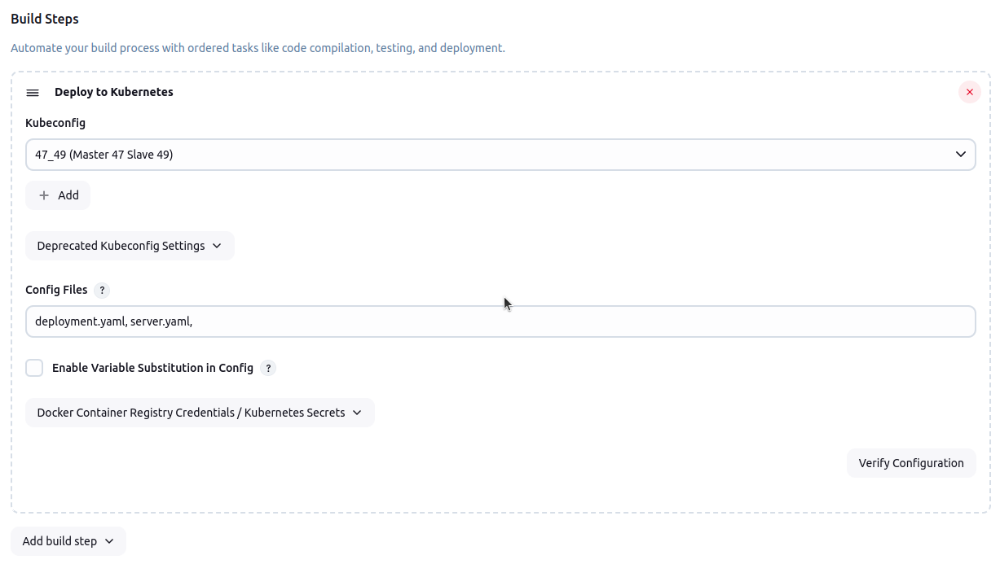 Build Steps
Automate your build process with ordered tasks like code compilation, testing, and deployment.
Deploy to Kubernetes
Kubeconfig
47_49 (Master 47 Slave 49)
Add
Deprecated Kubeconfig Settings
Config Files ?
deployment.yaml, server.yaml,
Enable Variable Substitution in Config ?
Docker Container Registry Credentials / Kubernetes Secrets
Verify Configuration
Add build step